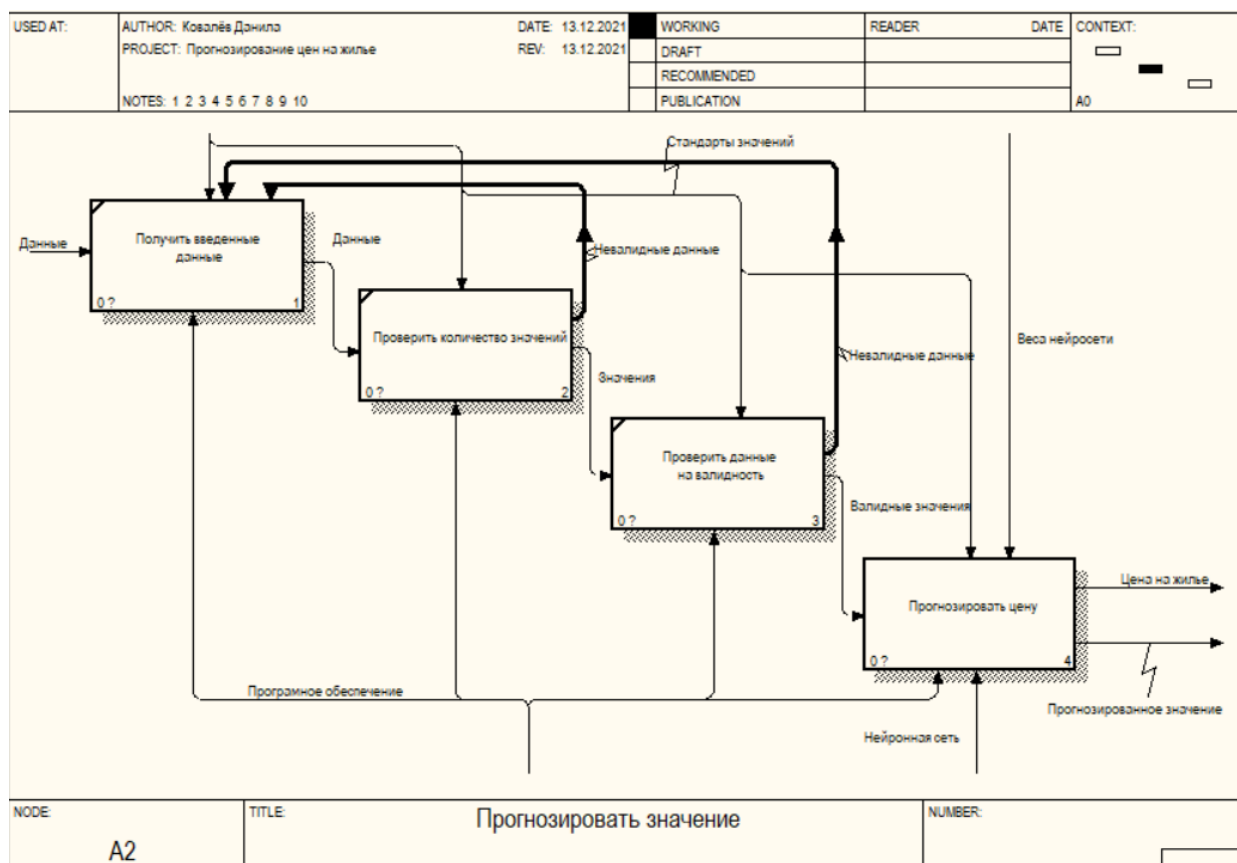 USED AT:
AUTHOR: Ковалёв Данила
DATE: 13.12.2021
WORKING
READER
DATE
CONTEXT:
PROJECT: Прогнозирование цен на жилье
REV: 13.12.2021
DRAFT
RECOMMENDED
NOTES: 1 2 3 4 5 6 7 8 9 10
PUBLICATION
A0
Стандарты значений
Данные
Получить введенные
данные
0 ?
1
Данные
Невалидные данные
Проверить количество значений
0 ?
2
Значения
Невалидные данные
Веса нейросети
Проверить данные
на валидность
0 ?
3
Валидные значения
Прогнозировать цену
0 ?
4
Цена на жилье
Програмное обеспечение
Прогнозированное значение
Нейронная сеть
NODE:
A2
TITLE:
Прогнозировать значение
NUMBER: